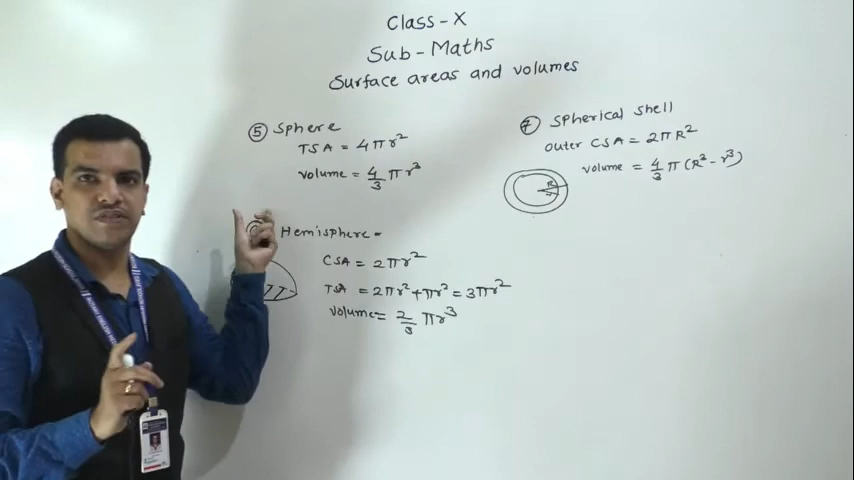 Class-X
Sub-Maths
Surface areas and volumes
⑤ Sphere
TSA = 4πr²
volume = 4/3 πr³
Hemisphere -
CSA = 2πr²
TSA = 2πr² + πr² = 3πr²
volume = 2/3 πr³
⑦ Spherical shell
outer CSA = 2πR²
volume = 4/3 π(R³ - r³)
R
r